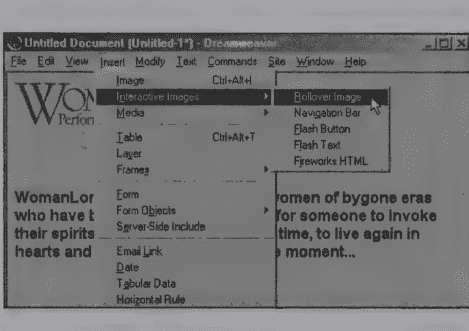 Untitled Document (Untitled-1*) - Dreamweaver
File Edit View Insert Modify Text Commands Site Window Help
Image Ctrl+Alt+I
Interactive Images
Media
Table Ctrl+Alt+T
Layer
Frames
Form
Form Objects
Server-Side Include
Email Link
Date
Tabular Data
Horizontal Rule
Rollover Image
Navigation Bar
Flash Button
Flash Text
Fireworks HTML
WomanLor women of bygone eras
who have b for someone to invoke
their spirits time, to live again in
hearts and moment...